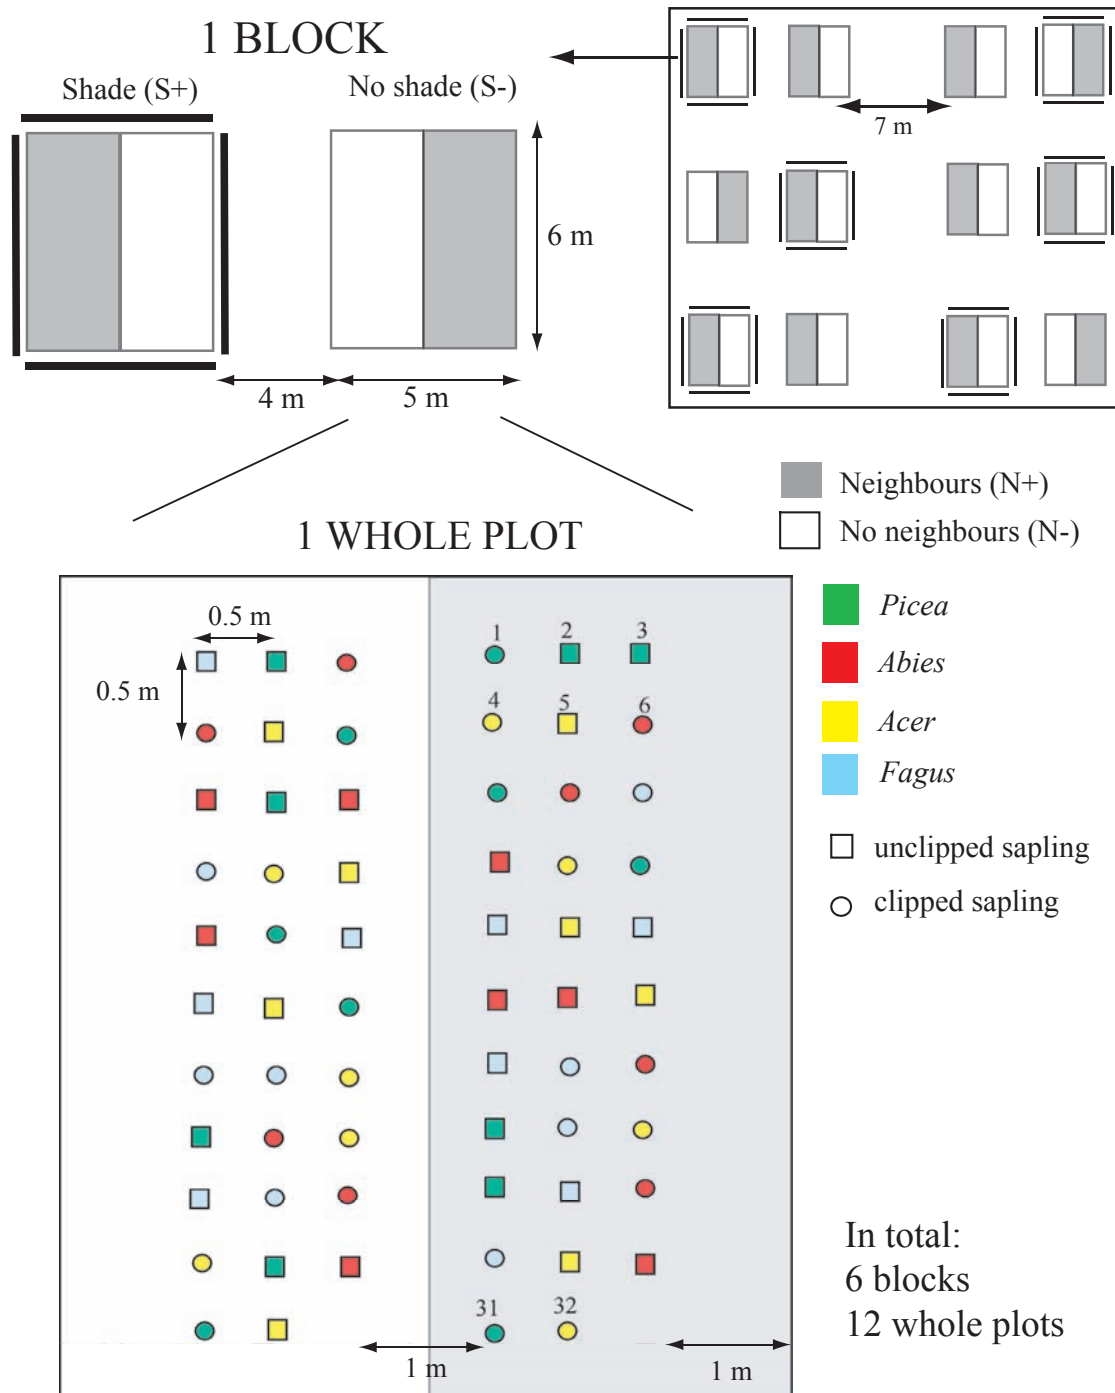 1 BLOCK
Shade (S+)
No shade (S-)
6 m
4 m
5 m
7 m
Neighbours (N+)
No neighbours (N-)
1 WHOLE PLOT
0.5 m
0.5 m
1
2
3
4
5
6
31
32
1 m
1 m
Picea
Abies
Acer
Fagus
unclipped sapling
clipped sapling
In total:
6 blocks
12 whole plots